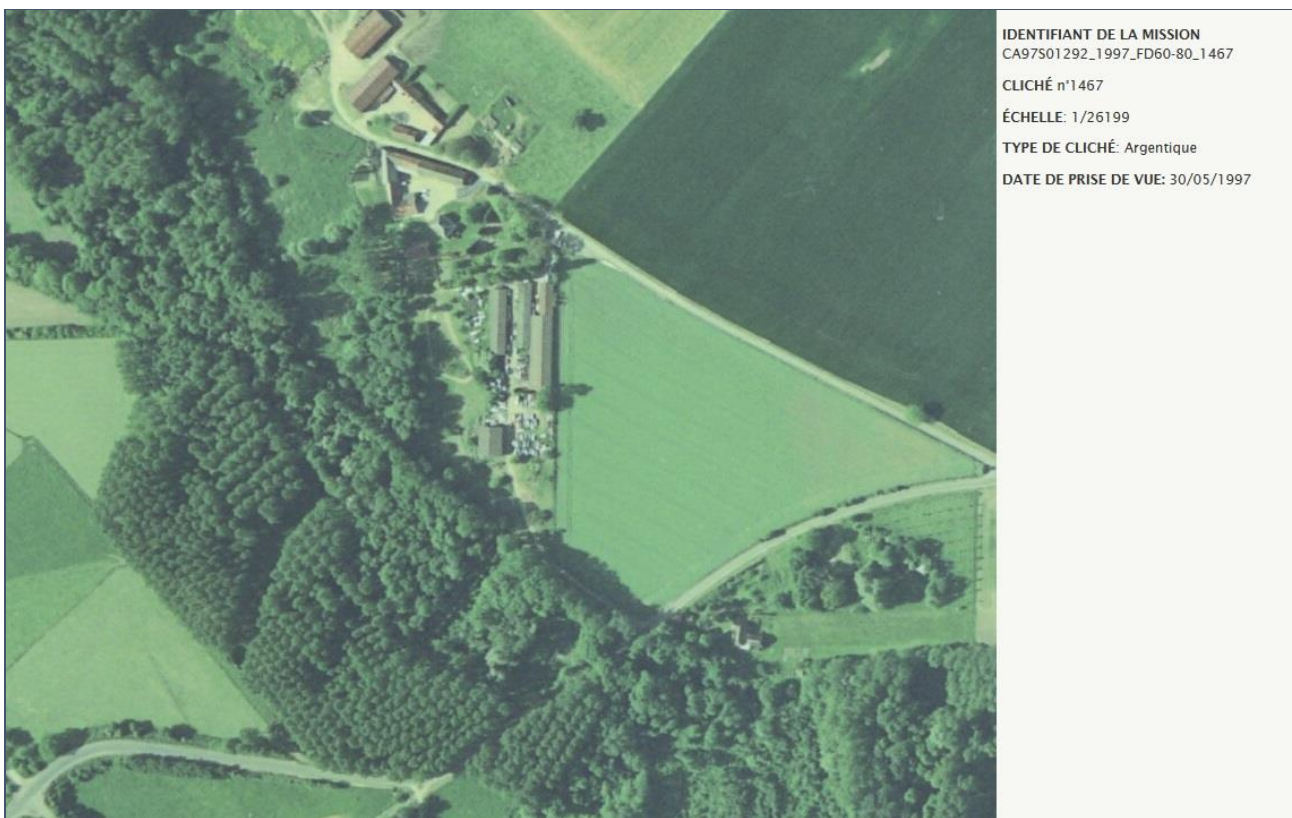 IDENTIFIANT DE LA MISSION
CA97S01292_1997_FD60-80_1467
CLICHÉ n°1467
ÉCHELLE: 1/26199
TYPE DE CLICHÉ: Argentique
DATE DE PRISE DE VUE: 30/05/1997